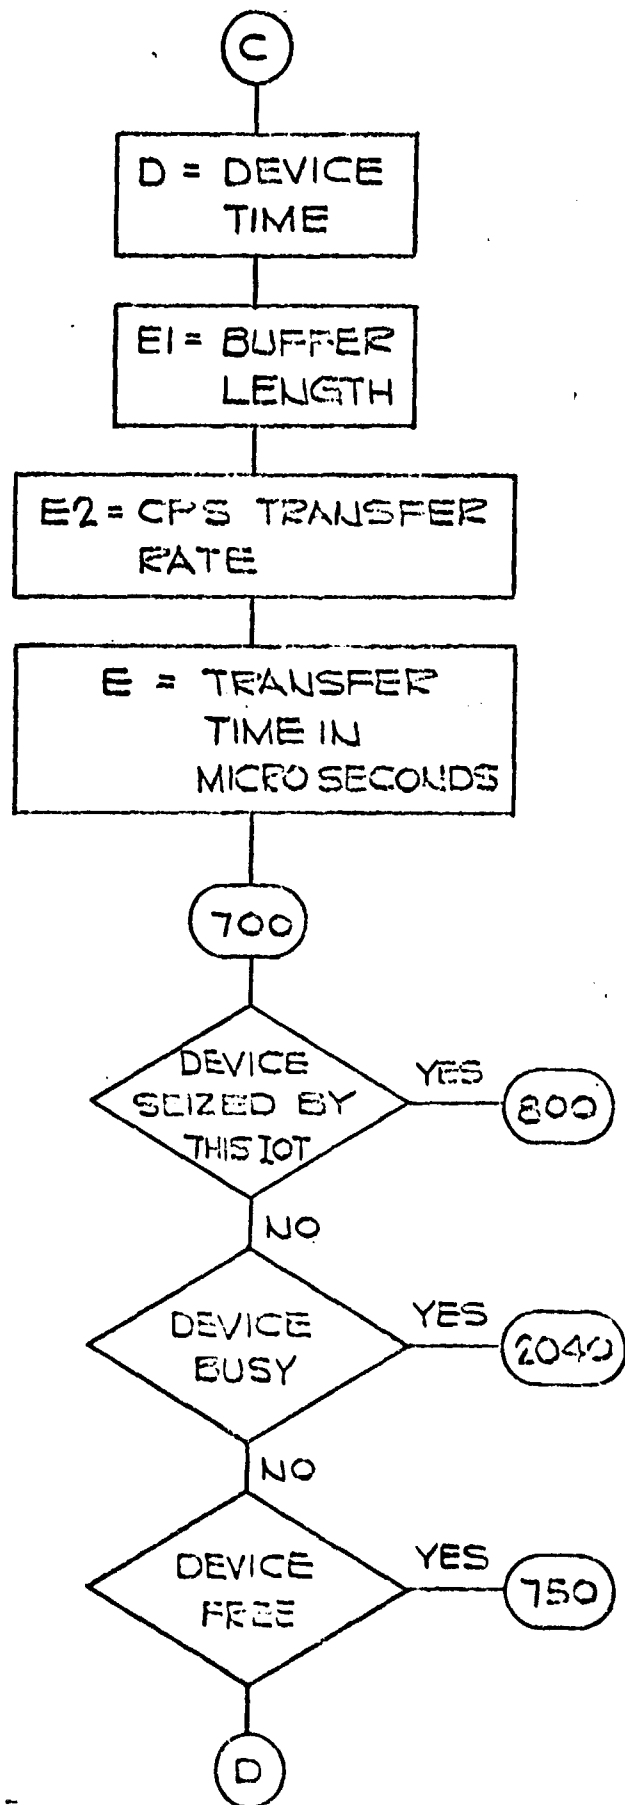 C
D = DEVICE
TIME
E1 = BUFFER
LENGTH
E2 = CPS TRANSFER
RATE
E = TRANSFER
TIME IN
MICRO SECONDS
700
DEVICE
SEIZED BY
THIS IOT
YES
800
NO
DEVICE
BUSY
YES
2040
NO
DEVICE
FREE
YES
750
D